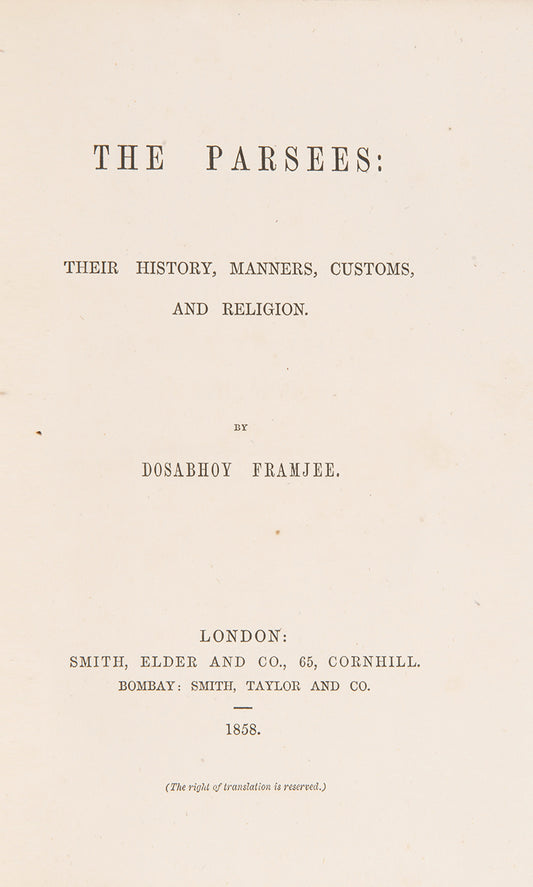 THE PARSEES:
THEIR HISTORY, MANNERS, CUSTOMS,
AND RELIGION.
BY
DOSABHOY FRAMJEE.
LONDON:
SMITH, ELDER AND CO., 65, CORNHILL.
BOMBAY: SMITH, TAYLOR AND CO.
1858.
(The right of translation is reserved.)